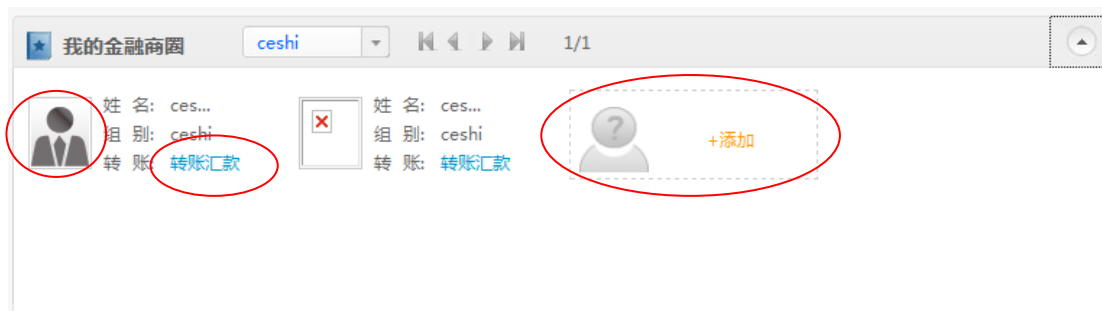 我的金融商圈 ceshi 1/1
姓 名: ces... 姓 名: ces...
组 别: ceshi 组 别: ceshi
转 账: 转账汇款 转 账: 转账汇款
? +添加